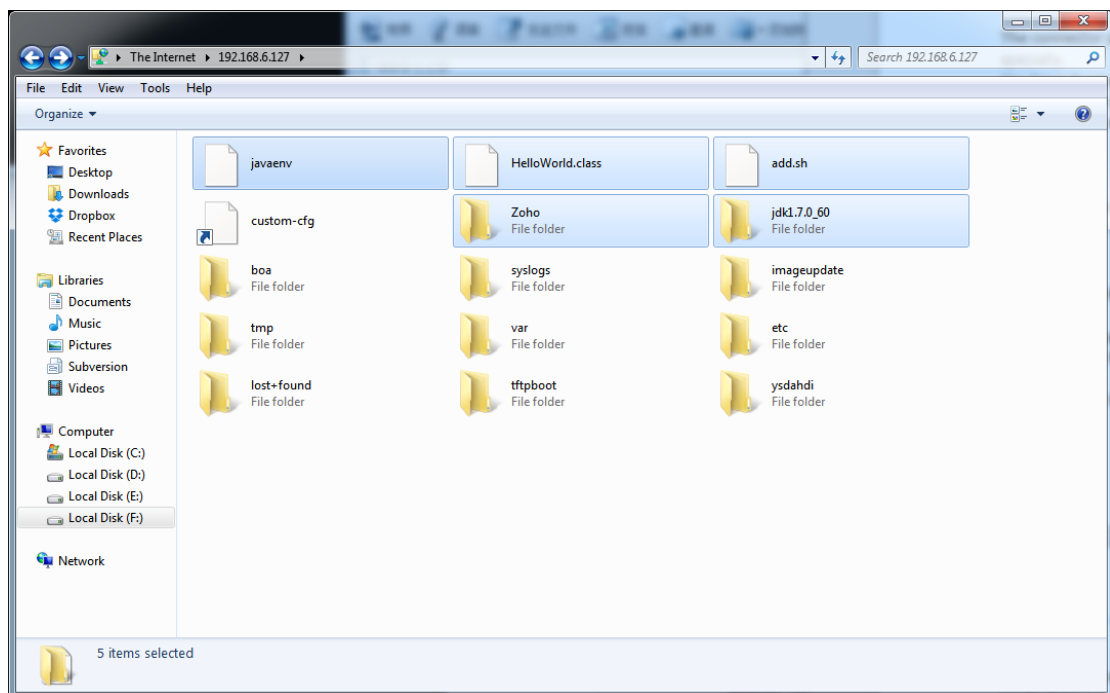 The Internet 192.168.6.127
Search 192.168.6.127
File Edit View Tools Help
Organize
Favorites
Desktop
Downloads
Dropbox
Recent Places
Libraries
Documents
Music
Pictures
Subversion
Videos
Computer
Local Disk (C:)
Local Disk (D:)
Local Disk (E:)
Local Disk (F:)
Network
javaenv
HelloWorld.class
add.sh
custom-cfg
Zoho
File folder
jdk1.7.0_60
File folder
boa
File folder
syslogs
File folder
imageupdate
File folder
tmp
File folder
var
File folder
etc
File folder
lost+found
File folder
tftpboot
File folder
ysdahdi
File folder
5 items selected